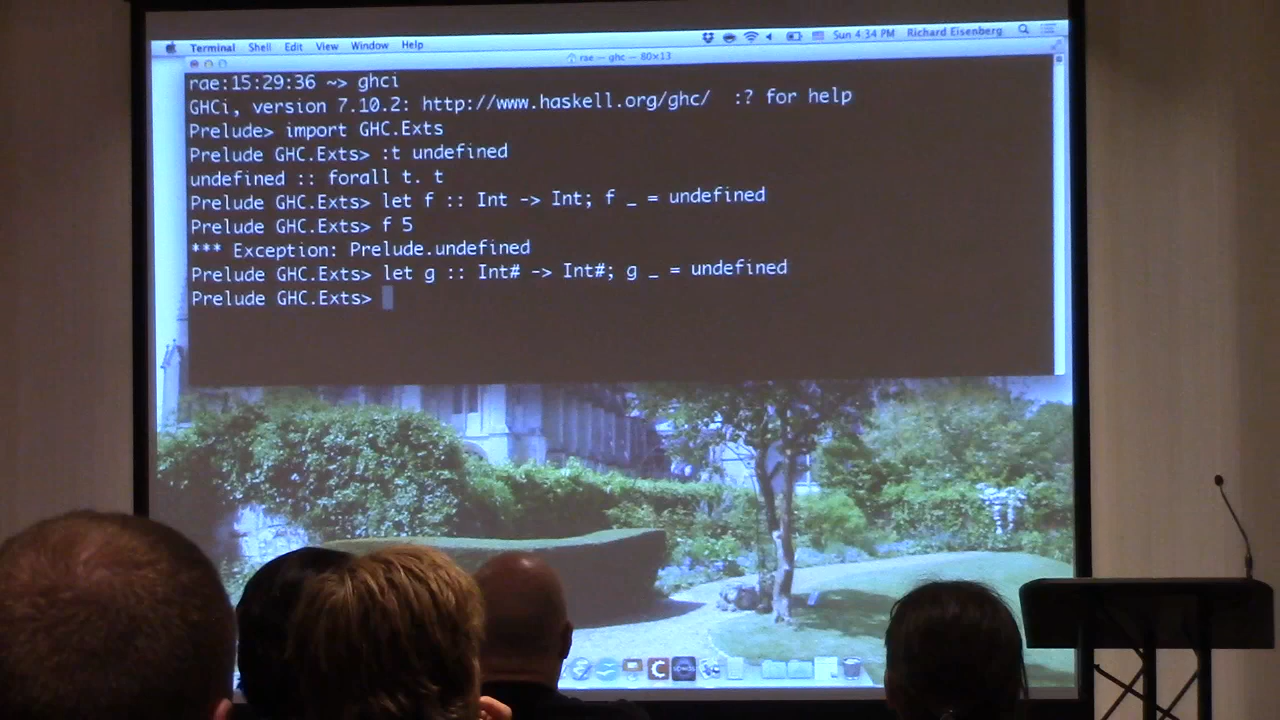 Terminal Shell Edit View Window Help Sun 4:34 PM Richard Eisenberg
rae — ghc — 80×13
rae:15:29:36 ~> ghci
GHCi, version 7.10.2: http://www.haskell.org/ghc/ :? for help
Prelude> import GHC.Exts
Prelude GHC.Exts> :t undefined
undefined :: forall t. t
Prelude GHC.Exts> let f :: Int -> Int; f _ = undefined
Prelude GHC.Exts> f 5
*** Exception: Prelude.undefined
Prelude GHC.Exts> let g :: Int# -> Int#; g _ = undefined
Prelude GHC.Exts>